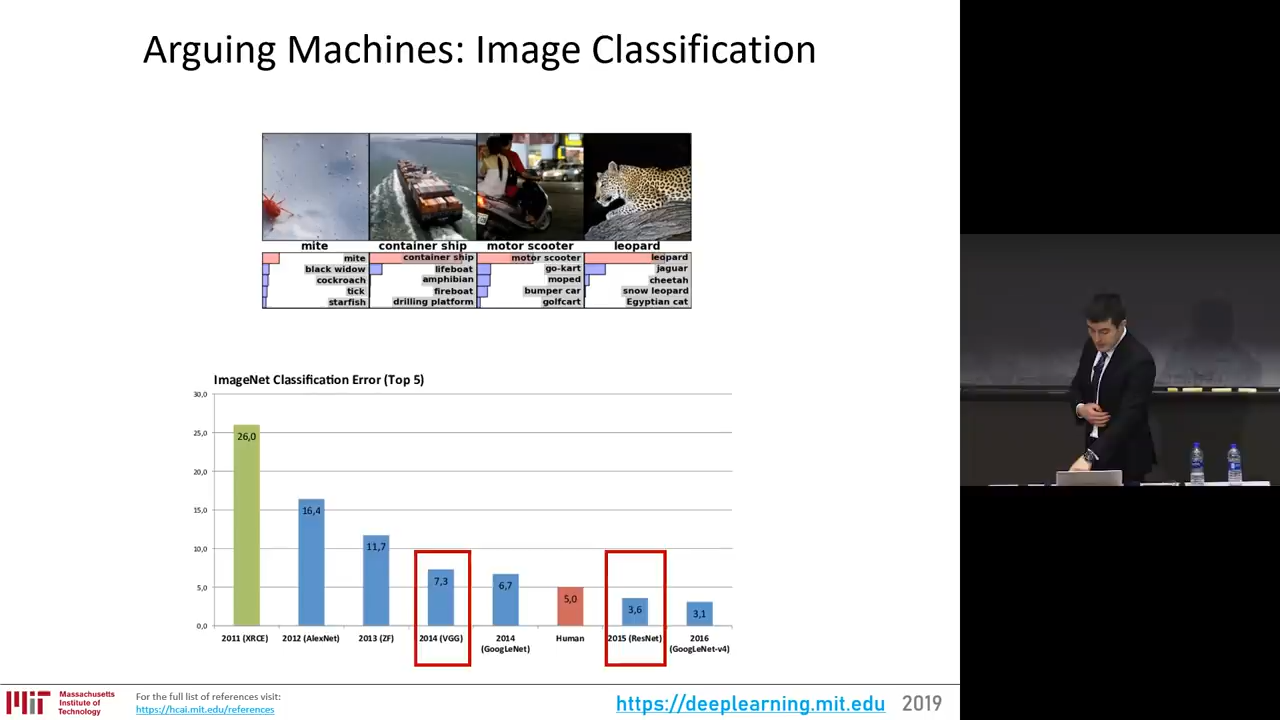 Arguing Machines: Image Classification
mite
container ship
motor scooter
leopard
mite
black widow
cockroach
tick
starfish
container ship
lifeboat
amphibian
fireboat
drilling platform
motor scooter
go-kart
moped
bumper car
golfcart
leopard
jaguar
cheetah
snow leopard
Egyptian cat
ImageNet Classification Error (Top 5)
30,0
25,0
20,0
15,0
10,0
5,0
0,0
26,0
16,4
11,7
7,3
6,7
5,0
3,6
3,1
2011 (XRCE)
2012 (AlexNet)
2013 (ZF)
2014 (VGG)
2014
(GoogLeNet)
Human
2015 (ResNet)
2016
(GoogLeNet-v4)
Massachusetts
Institute of
Technology
For the full list of references visit:
https://hcai.mit.edu/references
https://deeplearning.mit.edu 2019